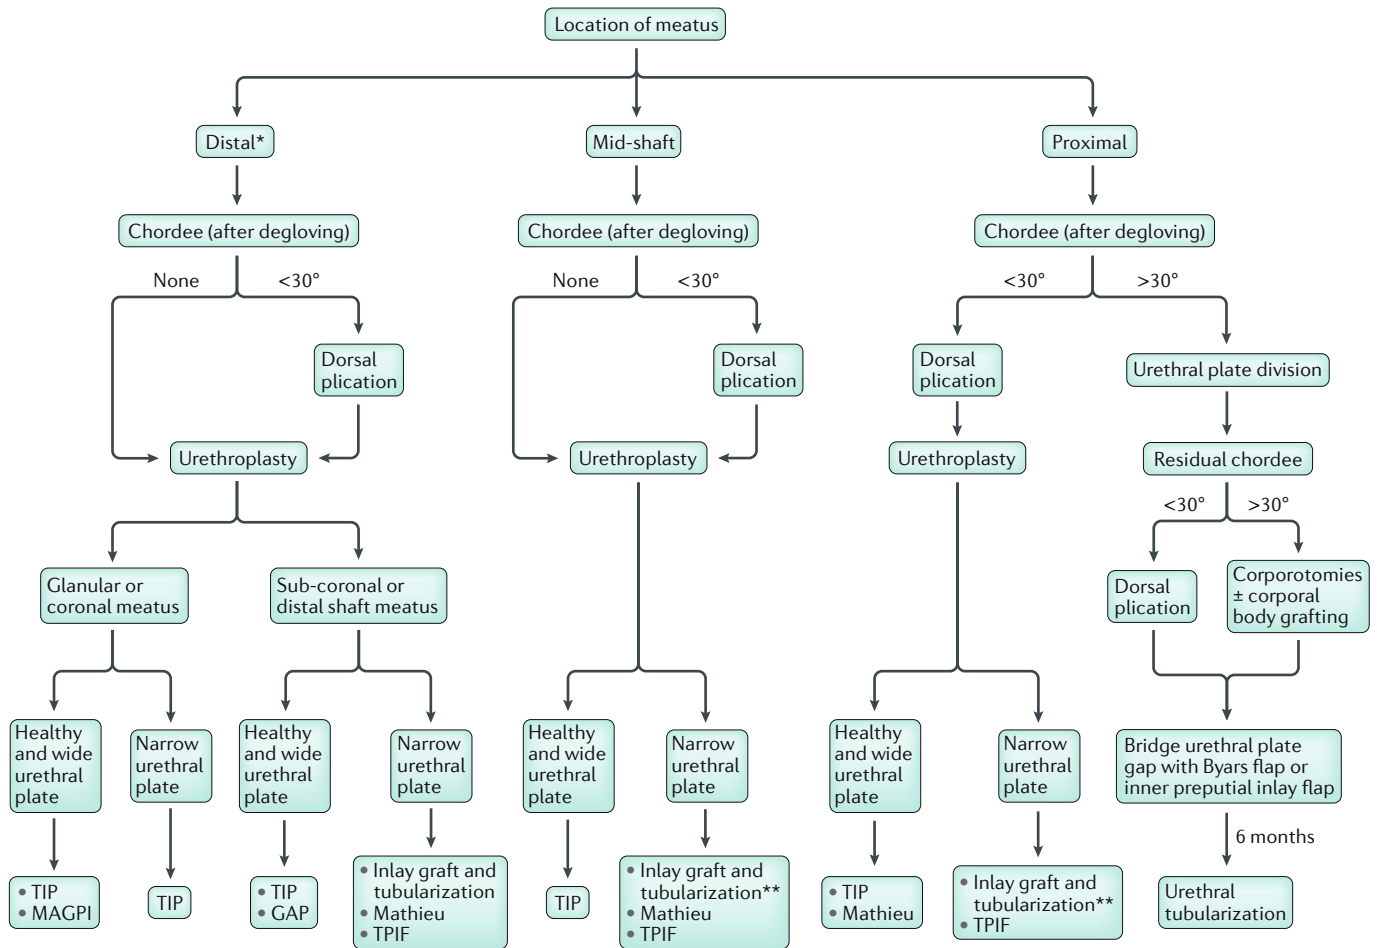 Location of meatus
Distal*
Mid-shaft
Proximal
Chordee (after degloving)
Chordee (after degloving)
Chordee (after degloving)
None
<30°
None
<30°
<30°
>30°
Dorsal
plication
Dorsal
plication
Dorsal
plication
Urethral plate division
Urethroplasty
Urethroplasty
Urethroplasty
Residual chordee
<30°
>30°
Glanular or
coronal meatus
Sub-coronal or
distal shaft meatus
Dorsal
plication
Corporotomies
± corporal
body grafting
Healthy
and wide
urethral
plate
Narrow
urethral
plate
Healthy
and wide
urethral
plate
Narrow
urethral
plate
Healthy
and wide
urethral
plate
Narrow
urethral
plate
Healthy
and wide
urethral
plate
Narrow
urethral
plate
Bridge urethral plate
gap with Byars flap or
inner preputial inlay flap
6 months
• TIP
• MAGPI
TIP
• TIP
• GAP
• Inlay graft and
tubularization
• Mathieu
• TPIF
TIP
• Inlay graft and
tubularization**
• Mathieu
• TPIF
• TIP
• Mathieu
• Inlay graft and
tubularization**
• TPIF
Urethral
tubularization